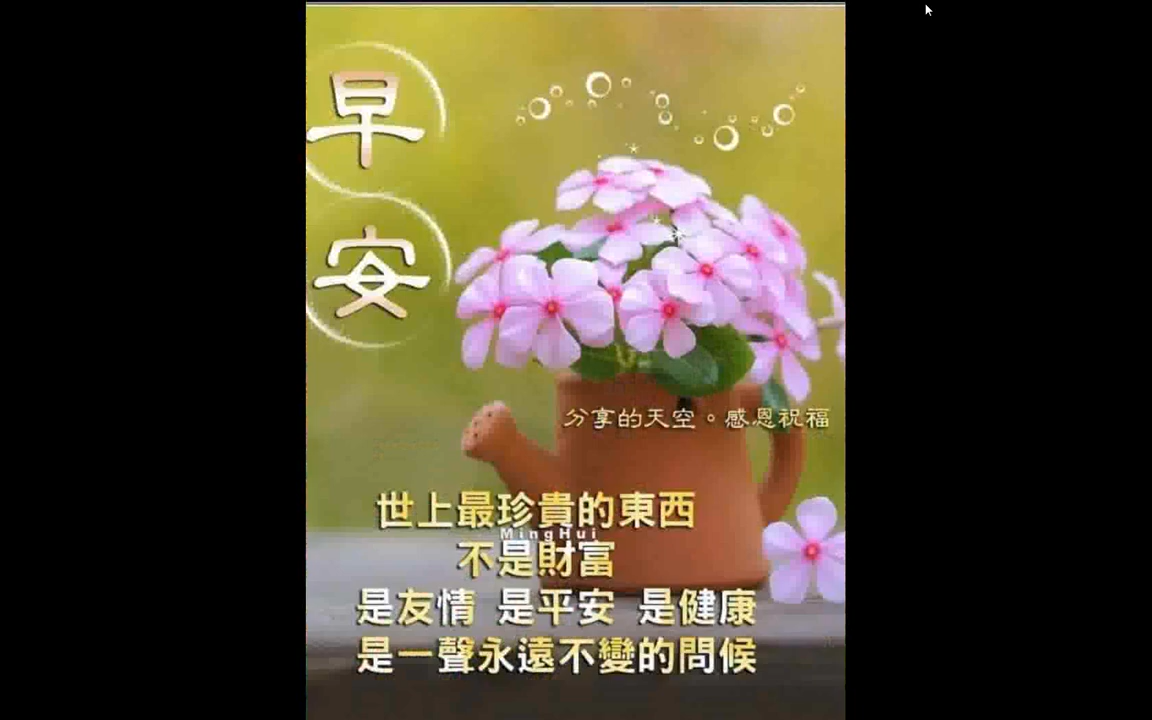 早安
分享的天空。感恩祝福
世上最珍貴的東西
MingHui
不是財富
是友情 是平安 是健康
是一聲永遠不變的問候